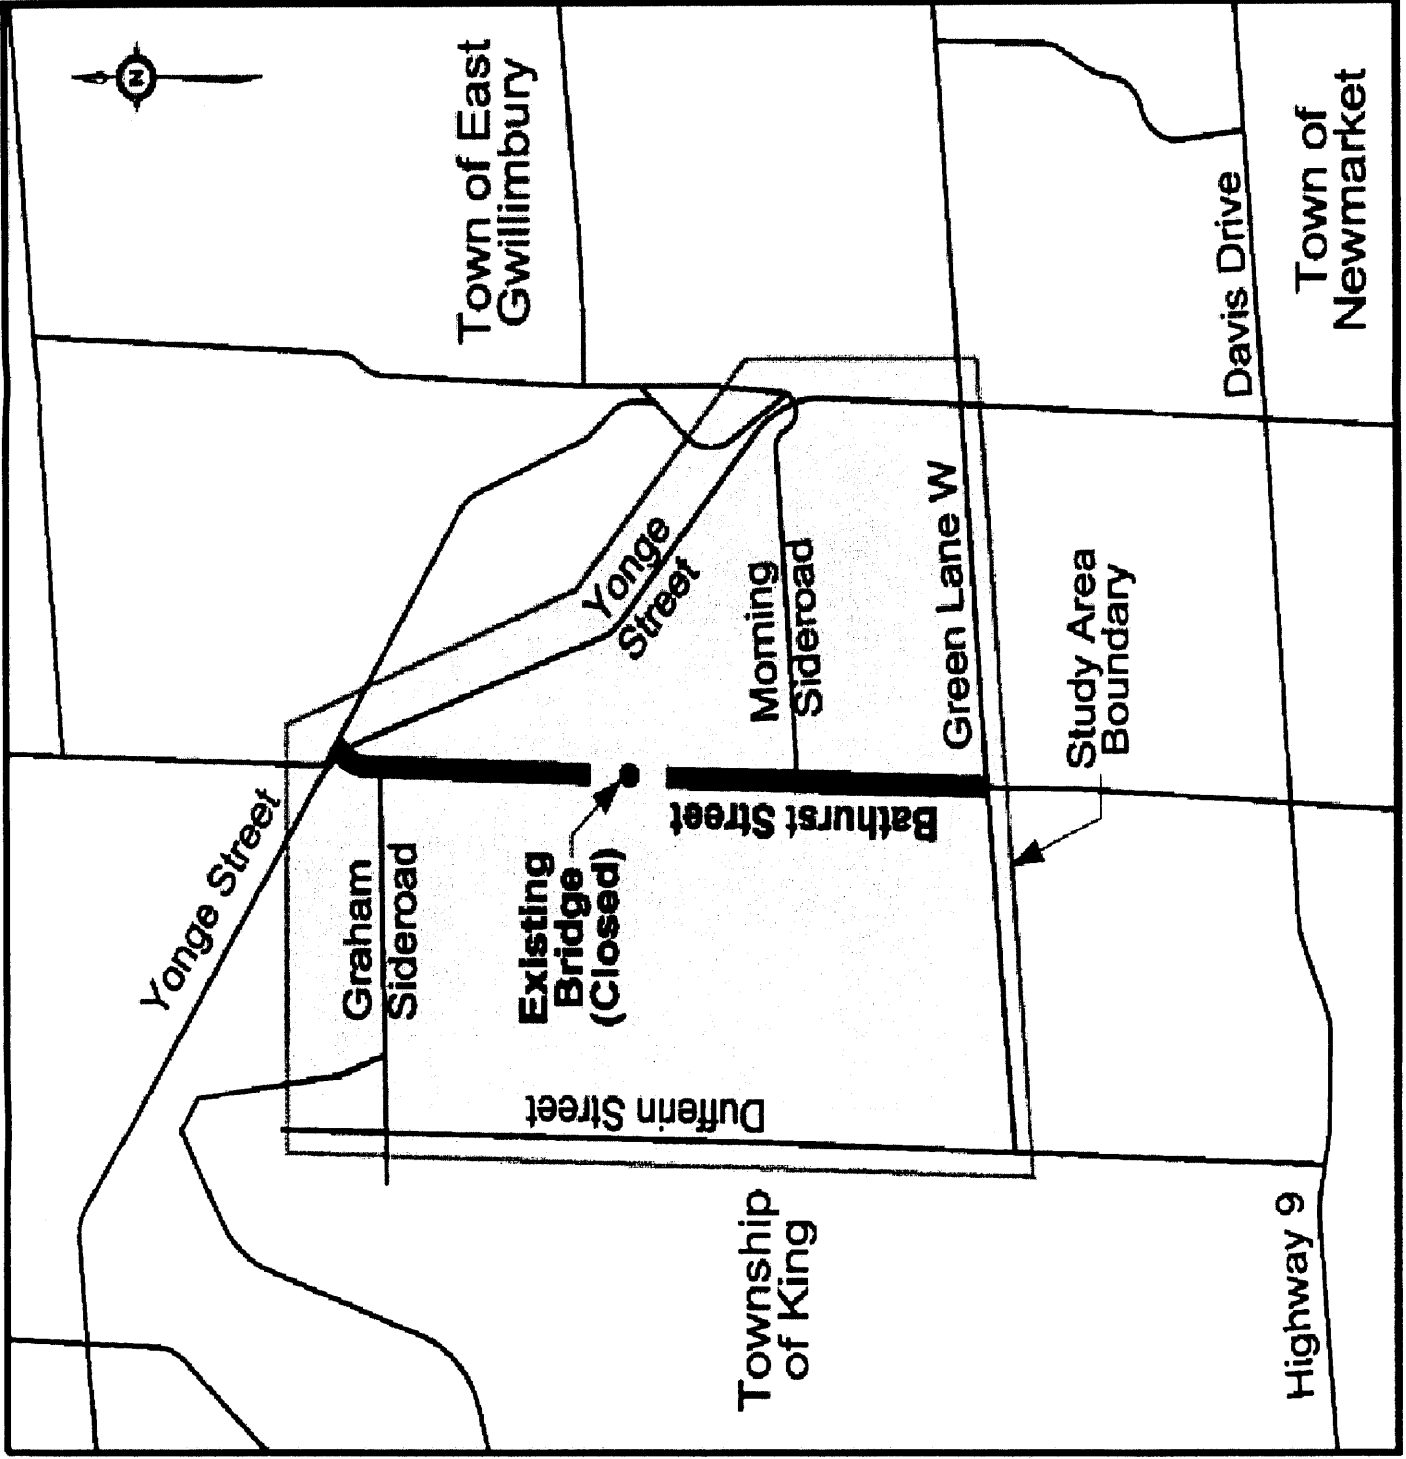 N
Yonge Street
Graham
Sideroad
Town of East
Gwillimbury
Existing
Bridge
(Closed)
Dufferin Street
Yonge
Street
Bathurst Street
Morning
Sideroad
Township
of King
Green Lane W
Study Area
Boundary
Davis Drive
Highway 9
Town of
Newmarket